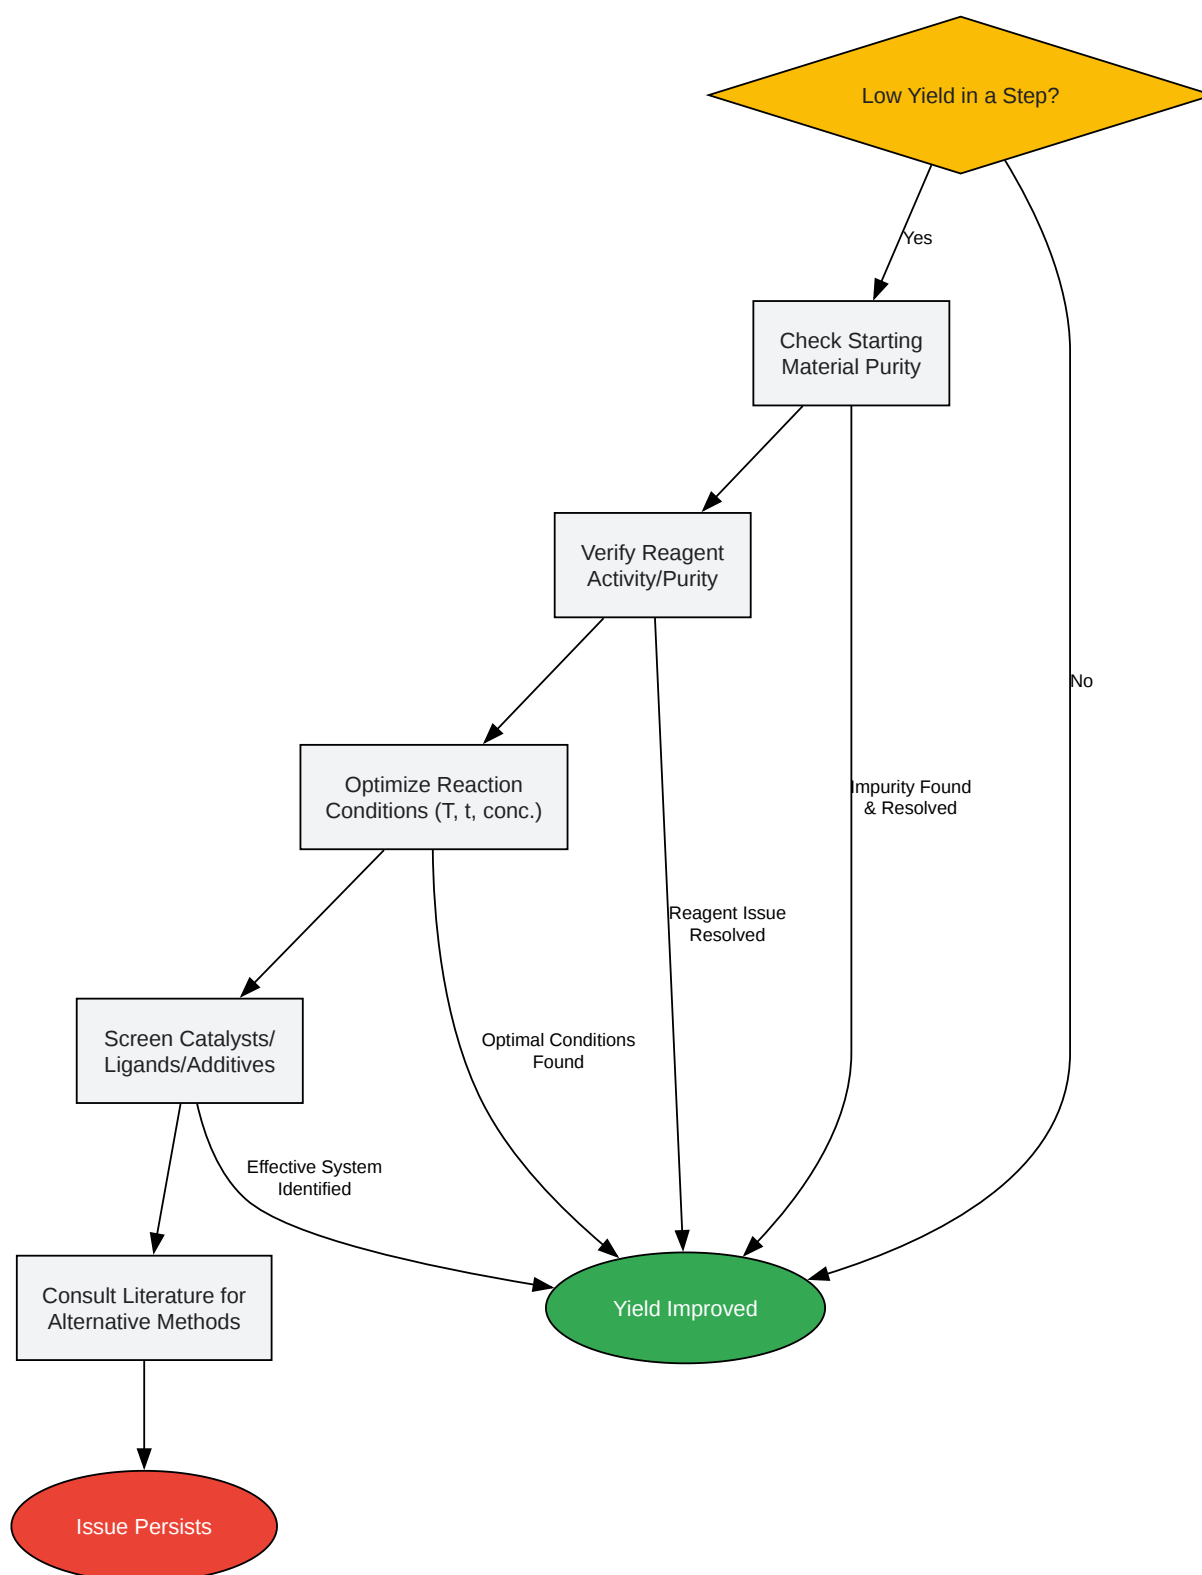 Low Yield in a Step?
Yes
Check Starting
Material Purity
Verify Reagent
Activity/Purity
No
Optimize Reaction
Conditions (T, t, conc.)
Impurity Found
& Resolved
Reagent Issue
Resolved
Screen Catalysts/
Ligands/Additives
Optimal Conditions
Found
Effective System
Identified
Consult Literature for
Alternative Methods
Yield Improved
Issue Persists